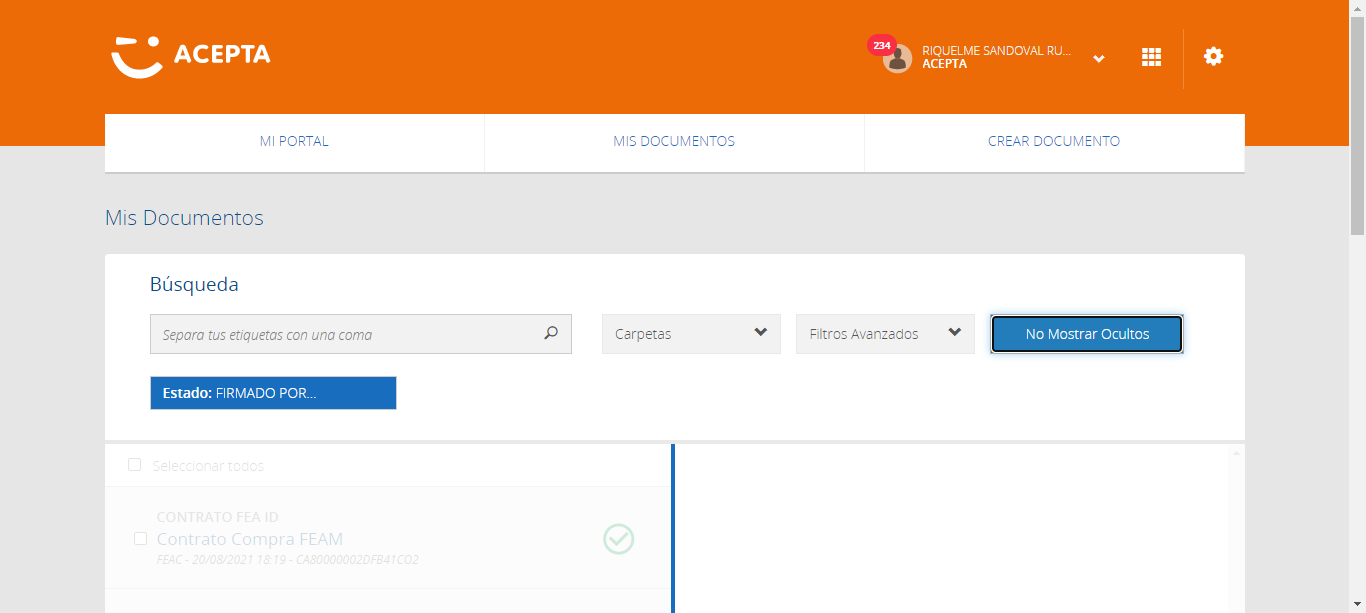 ACEPTA
234
RIQUELME SANDOVAL RU...
ACEPTA
MI PORTAL
MIS DOCUMENTOS
CREAR DOCUMENTO
Mis Documentos
Búsqueda
Separa tus etiquetas con una coma
Carpetas
Filtros Avanzados
No Mostrar Ocultos
Estado: FIRMADO POR...
Seleccionar todos
CONTRATO FEA ID
Contrato Compra FEAM
FEAC - 20/08/2021 18:19 - CA80000002DFB41CO2